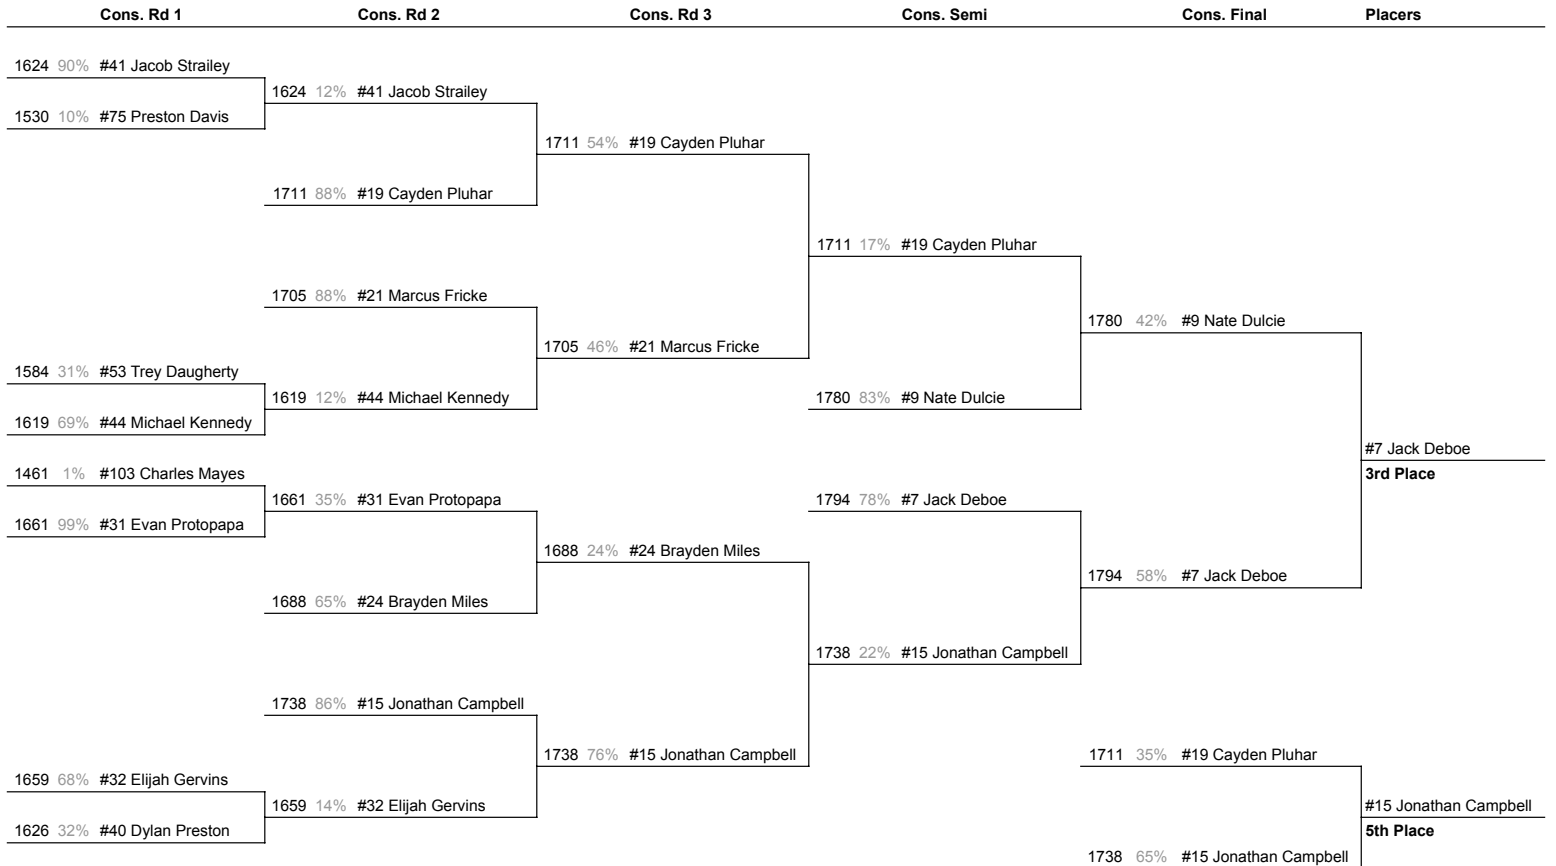 Cons. Rd 1 Cons. Rd 2 Cons. Rd 3 Cons. Semi Cons. Final Placers
1624 90% #41 Jacob Strailey
1624 12% #41 Jacob Strailey
1530 10% #75 Preston Davis
1711 54% #19 Cayden Pluhar
1711 88% #19 Cayden Pluhar
1711 17% #19 Cayden Pluhar
1705 88% #21 Marcus Fricke
1780 42% #9 Nate Dulcie
1705 46% #21 Marcus Fricke
1584 31% #53 Trey Daugherty
1619 12% #44 Michael Kennedy
1780 83% #9 Nate Dulcie
1619 69% #44 Michael Kennedy
#7 Jack Deboe
1461 1% #103 Charles Mayes
3rd Place
1661 35% #31 Evan Protopapa
1794 78% #7 Jack Deboe
1661 99% #31 Evan Protopapa
1688 24% #24 Brayden Miles
1794 58% #7 Jack Deboe
1688 65% #24 Brayden Miles
1738 22% #15 Jonathan Campbell
1738 86% #15 Jonathan Campbell
1738 76% #15 Jonathan Campbell
1711 35% #19 Cayden Pluhar
1659 68% #32 Elijah Gervins
1659 14% #32 Elijah Gervins
#15 Jonathan Campbell
1626 32% #40 Dylan Preston
5th Place
1738 65% #15 Jonathan Campbell